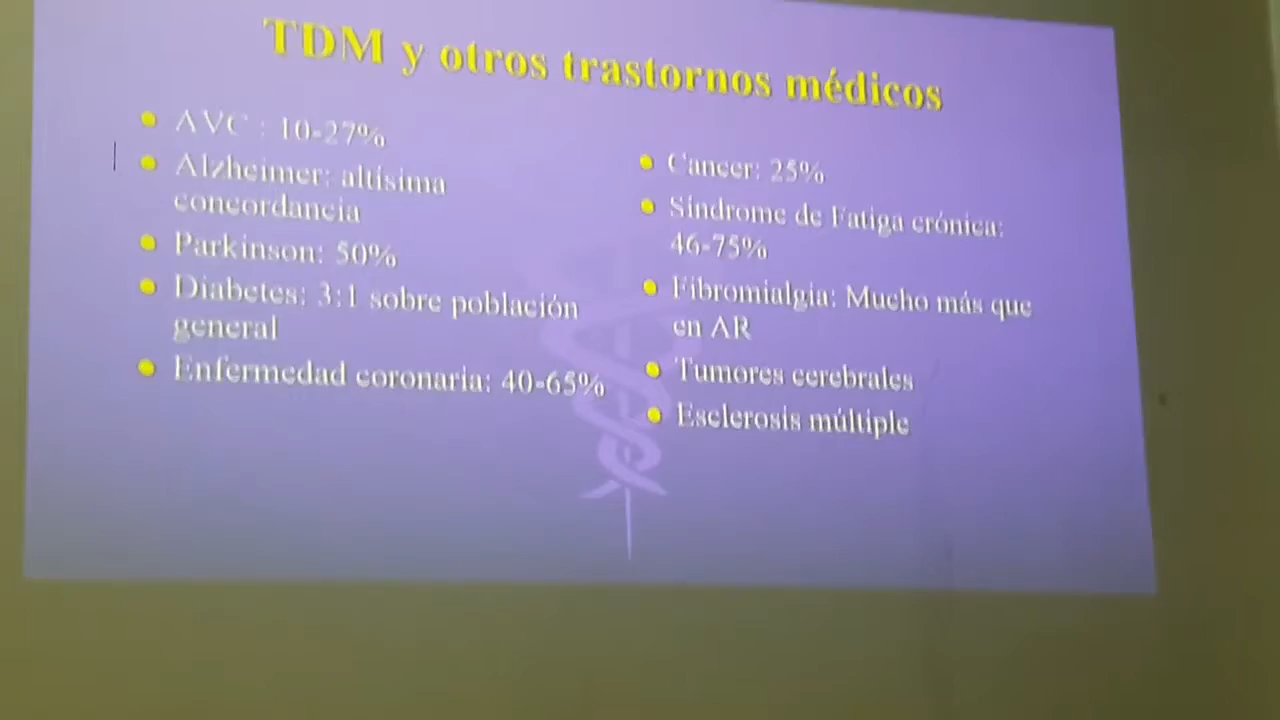 TDM y otros trastornos médicos
AVC : 10-27%
Alzheimer: altísima
concordancia
Parkinson: 50%
Diabetes: 3:1 sobre población
general
Enfermedad coronaria: 40-65%
Cancer: 25%
Síndrome de Fatiga crónica:
46-75%
Fibromialgia: Mucho más que
en AR
Tumores cerebrales
Esclerosis múltiple